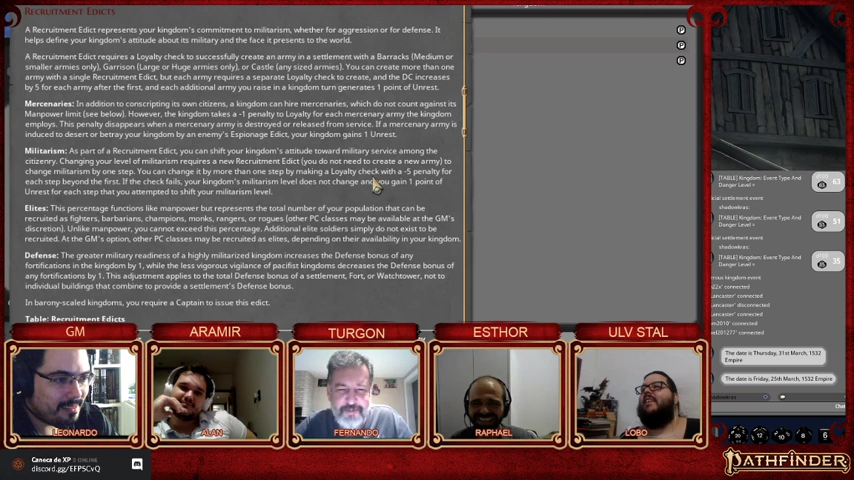 RECRUITMENT EDICTS
A Recruitment Edict represents your kingdom's commitment to militarism, whether for aggression or for defense. It
helps define your kingdom's attitude about its military and the face it presents to the world.
A Recruitment Edict requires a Loyalty check to successfully create an army in a settlement with a Barracks (Medium or
smaller armies only), Garrison (Large or Huge armies only), or Castle (any sized armies). You can create more than one
army with a single Recruitment Edict, but each army requires a separate Loyalty check to create, and the DC increases
by 5 for each army after the first, and each additional army you raise in a kingdom turn generates 1 point of Unrest.
Mercenaries: In addition to conscripting its own citizens, a kingdom can hire mercenaries, which do not count against its
Manpower limit (see below). However, the kingdom takes a -1 penalty to Loyalty for each mercenary army the kingdom
employs. This penalty disappears when a mercenary army is destroyed or released from service. If a mercenary army is
induced to desert or betray your kingdom by an enemy's Espionage Edict, your kingdom gains 1 Unrest.
Militarism: As part of a Recruitment Edict, you can shift your kingdom's attitude toward military service among the
citizenry. Changing your level of militarism requires a new Recruitment Edict (you do not need to create a new army) to
change militarism by one step. You can change it by more than one step by making a Loyalty check with a -5 penalty for
each step beyond the first. If the check fails, your kingdom's militarism level does not change and you gain 1 point of
Unrest for each step that you attempted to shift your militarism level.
Elites: This percentage functions like manpower but represents the total number of your population that can be
recruited as fighters, barbarians, champions, monks, rangers, or rogues (other PC classes may be available at the GM's
discretion). Unlike manpower, you cannot exceed this percentage. Additional elite soldiers simply do not exist to be
recruited. At the GM's option, other PC classes may be recruited as elites, depending on their availability in your kingdom.
Defense: The greater military readiness of a highly militarized kingdom increases the Defense bonus of any
fortifications in the kingdom by 1, while the less vigorous vigilance of pacifist kingdoms decreases the Defense bonus of
any fortifications by 1. This adjustment applies to the total Defense bonus of a settlement, Fort, or Watchtower, not to
individual buildings that combine to provide a settlement's Defense bonus.
In barony-scaled kingdoms, you require a Captain to issue this edict.
Table: Recruitment Edicts
[TABLE] Kingdom: Event Type And
Danger Level =
63
settlement event
shadowkras:
[TABLE] Kingdom: Event Type And
Danger Level =
51
settlement event
shadowkras:
[TABLE] Kingdom: Event Type And
Danger Level =
35
kingdom event
connected
disconnected
connected
connected
connected
The date is Thursday, 31st March, 1532
Empire
The date is Friday, 25th March, 1532 Empire
shadowkras
Chat
GM
ARAMIR
TURGON
ESTHOR
ULV STAL
LEONARDO
ALAN
FERNANDO
RAPHAEL
LOBO
20
12
10
8
6
Caneca de XP
0 ONLINE
discord.gg/EFPSCvQ
PATHFINDER